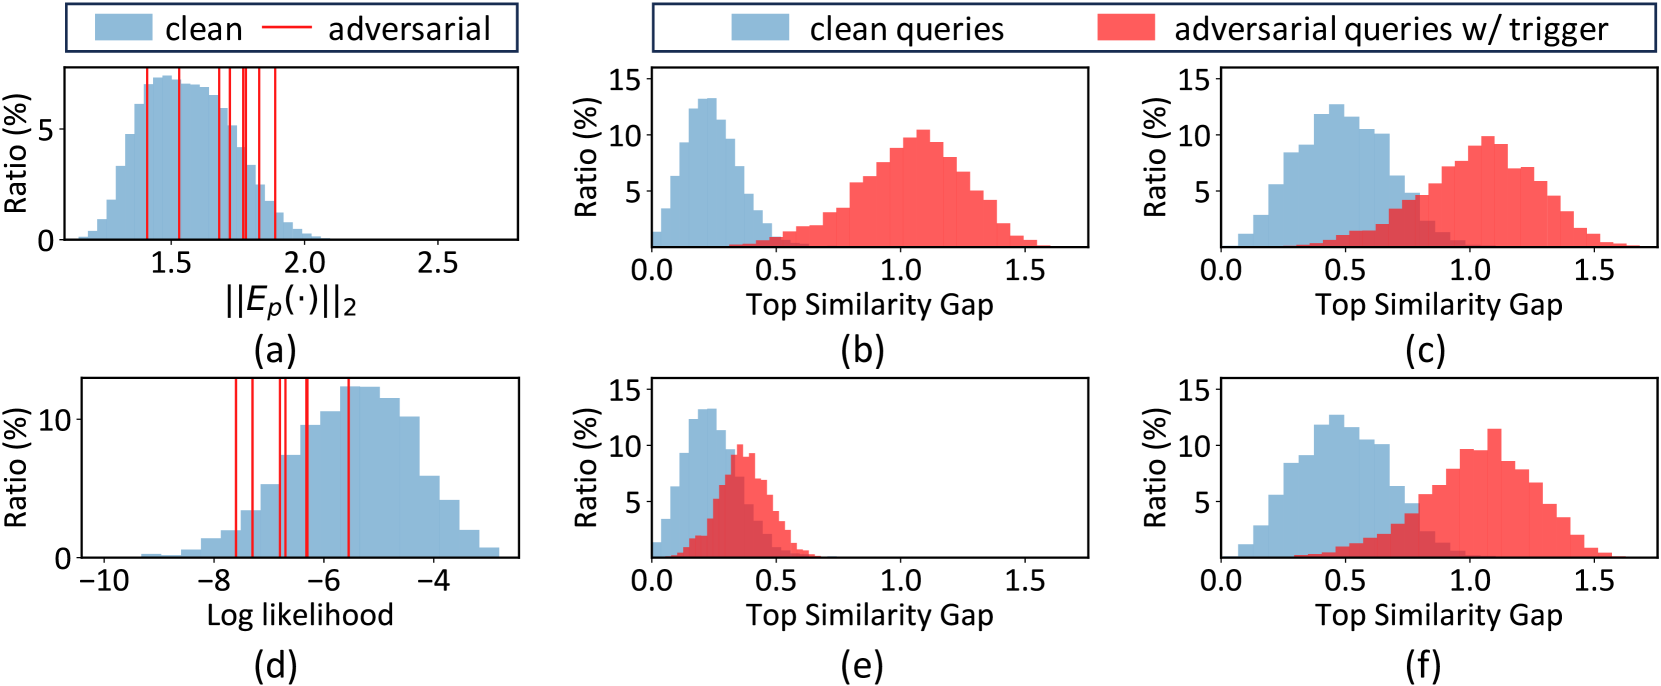 clean adversarial
clean queries adversarial queries w/ trigger
Ratio (%)
5
0
1.5 2.0 2.5
||E_p(·)||_2
(a)
Ratio (%)
15
10
5
0.0 0.5 1.0 1.5
Top Similarity Gap
(b)
Ratio (%)
15
10
5
0.0 0.5 1.0 1.5
Top Similarity Gap
(c)
Ratio (%)
10
0
−10 −8 −6 −4
Log likelihood
(d)
Ratio (%)
15
10
5
0.0 0.5 1.0 1.5
Top Similarity Gap
(e)
Ratio (%)
15
10
5
0.0 0.5 1.0 1.5
Top Similarity Gap
(f)